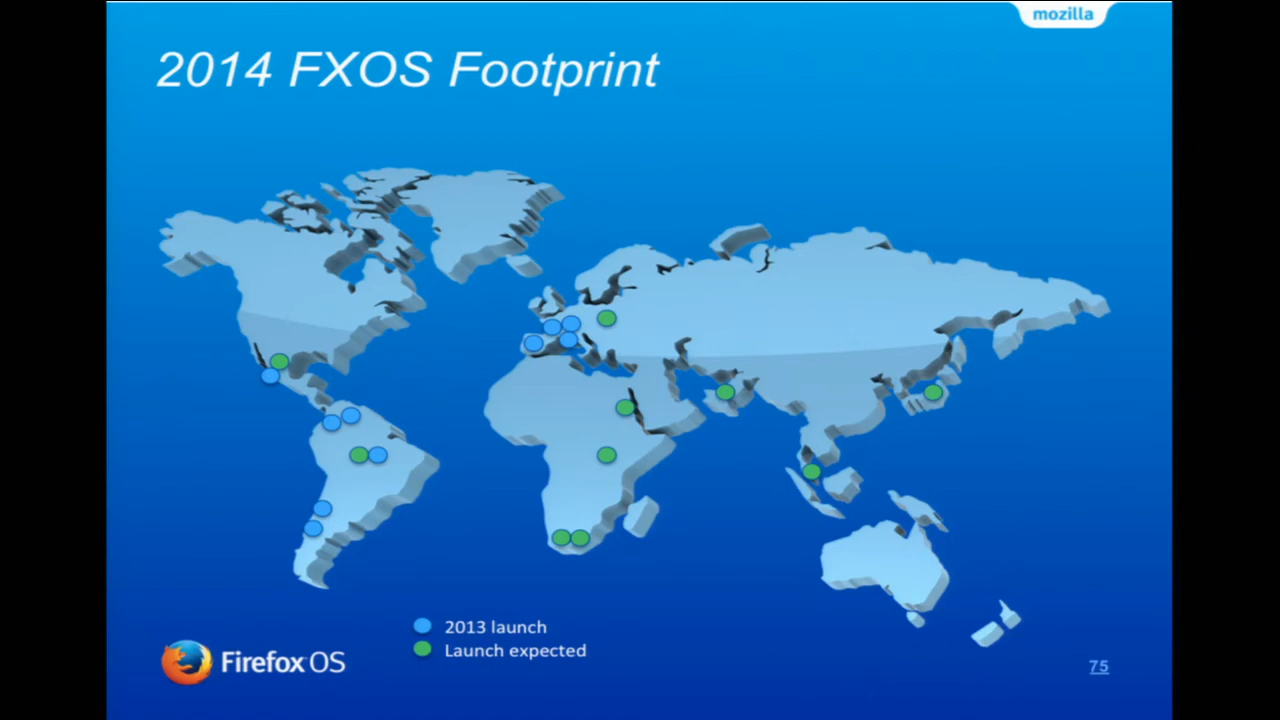 mozilla
2014 FXOS Footprint
2013 launch
Launch expected
Firefox OS
75